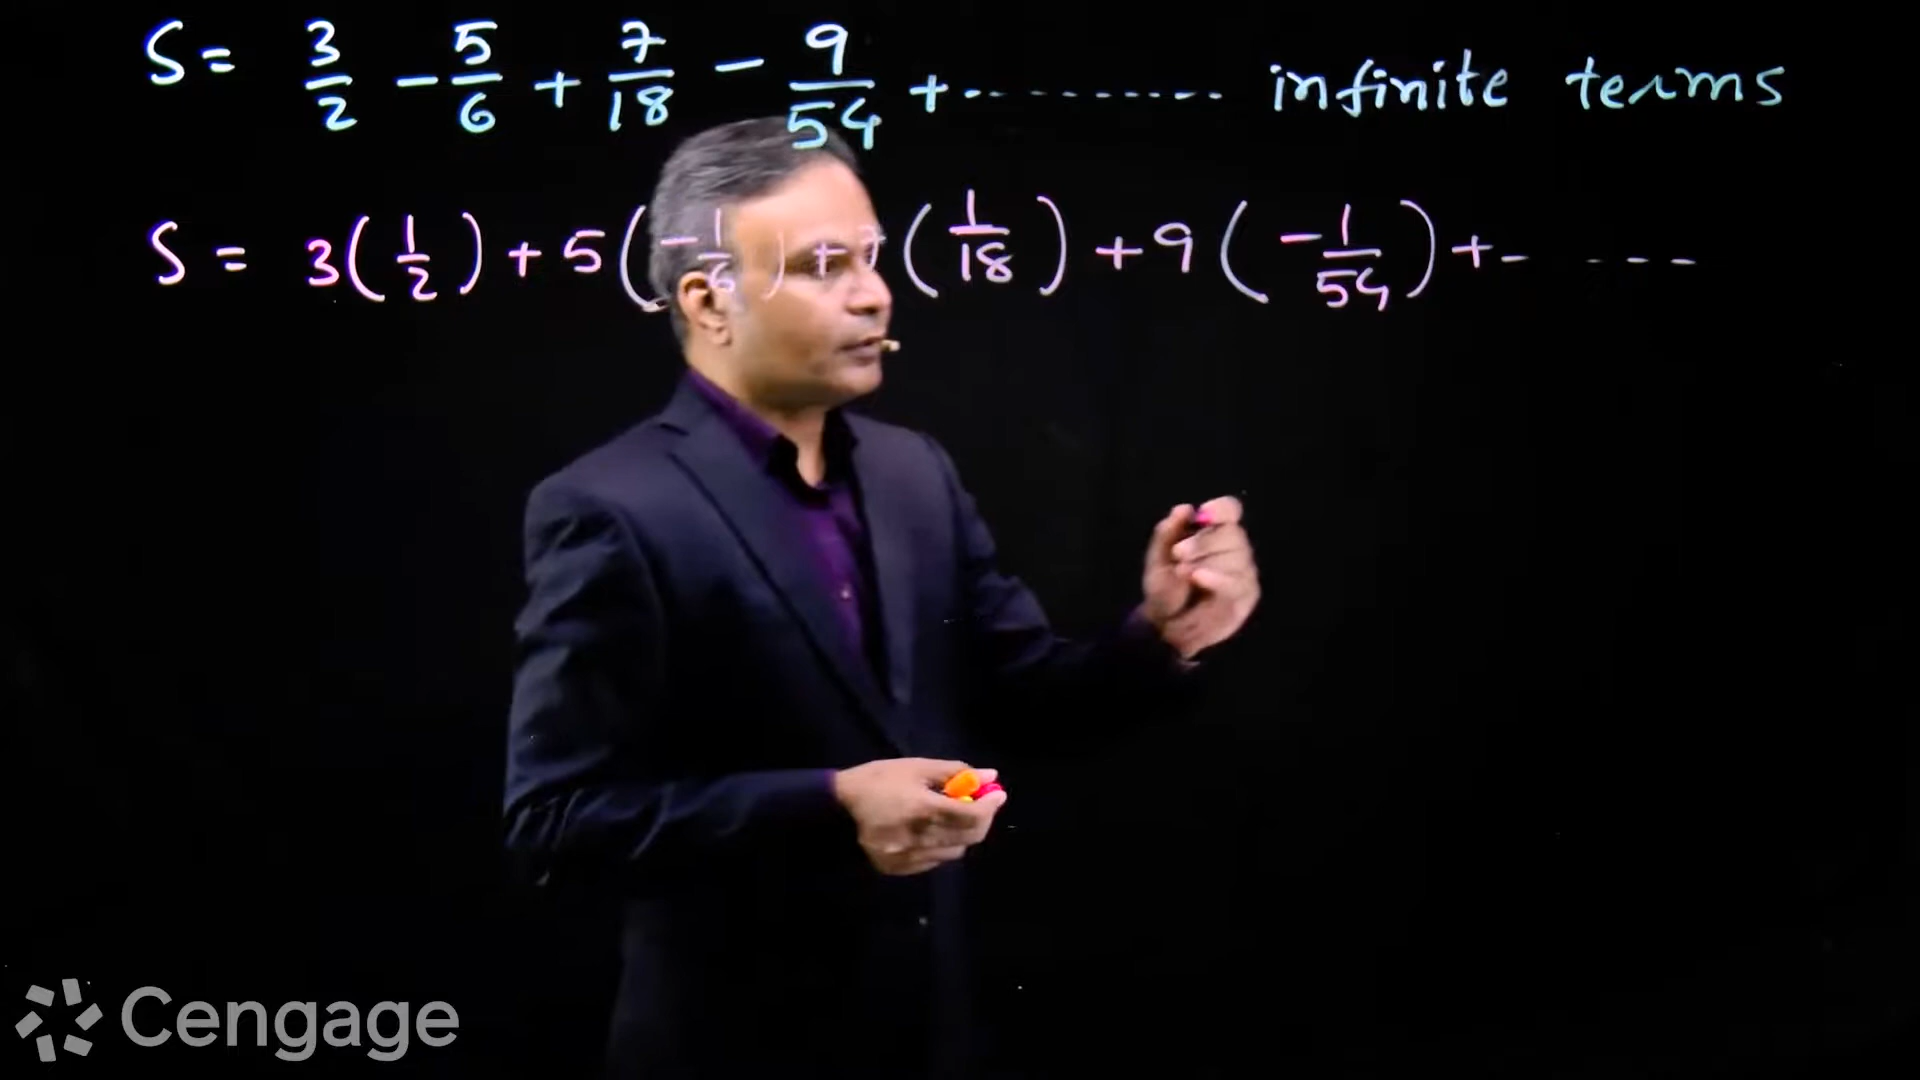 S = 3/2 - 5/6 + 7/18 - 9/54 + ......... infinite terms
S = 3(1/2) + 5(-1/6) + 7(1/18) + 9(-1/54) + - ---
Cengage